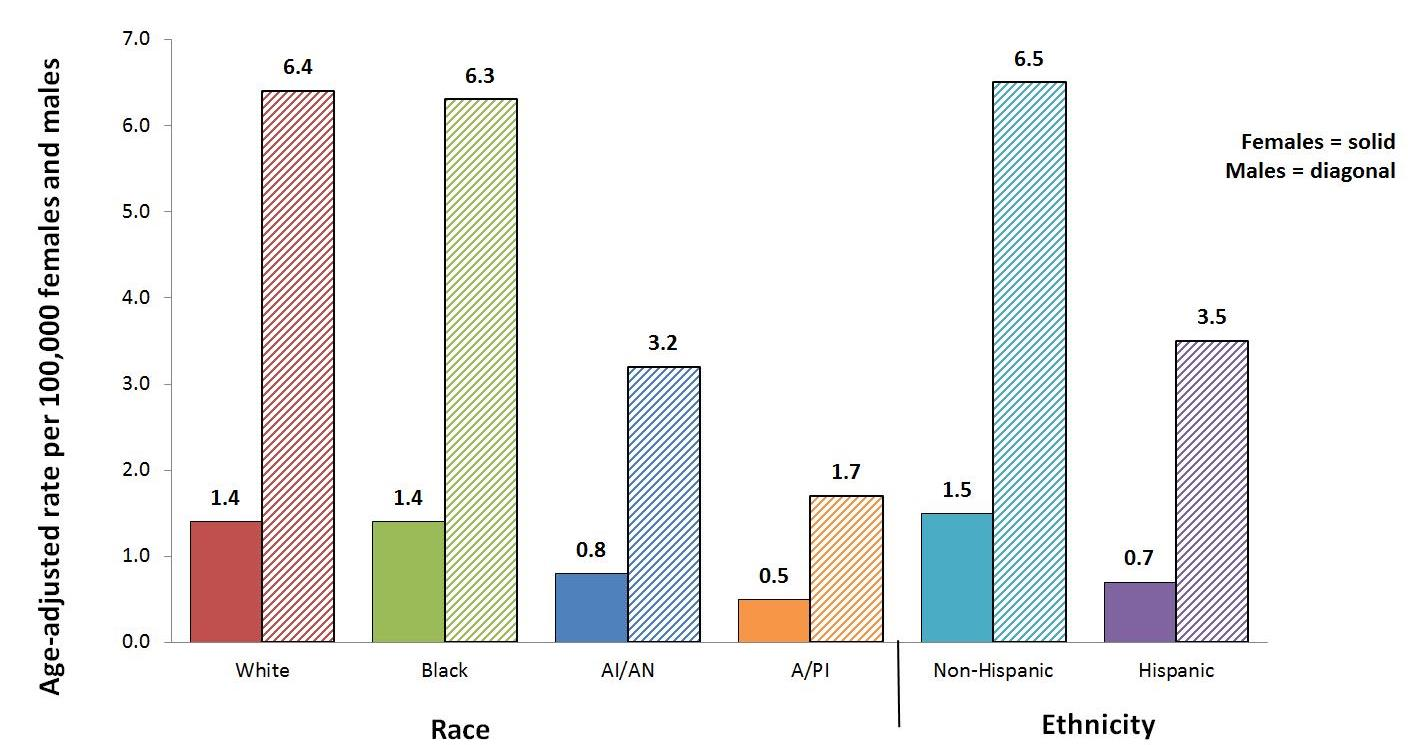 Age-adjusted rate per 100,000 females and males
7.0
6.0
5.0
4.0
3.0
2.0
1.0
0.0
1.4
6.4
1.4
6.3
0.8
3.2
0.5
1.7
1.5
6.5
0.7
3.5
Females = solid
Males = diagonal
White
Black
AI/AN
A/PI
Non-Hispanic
Hispanic
Race
Ethnicity